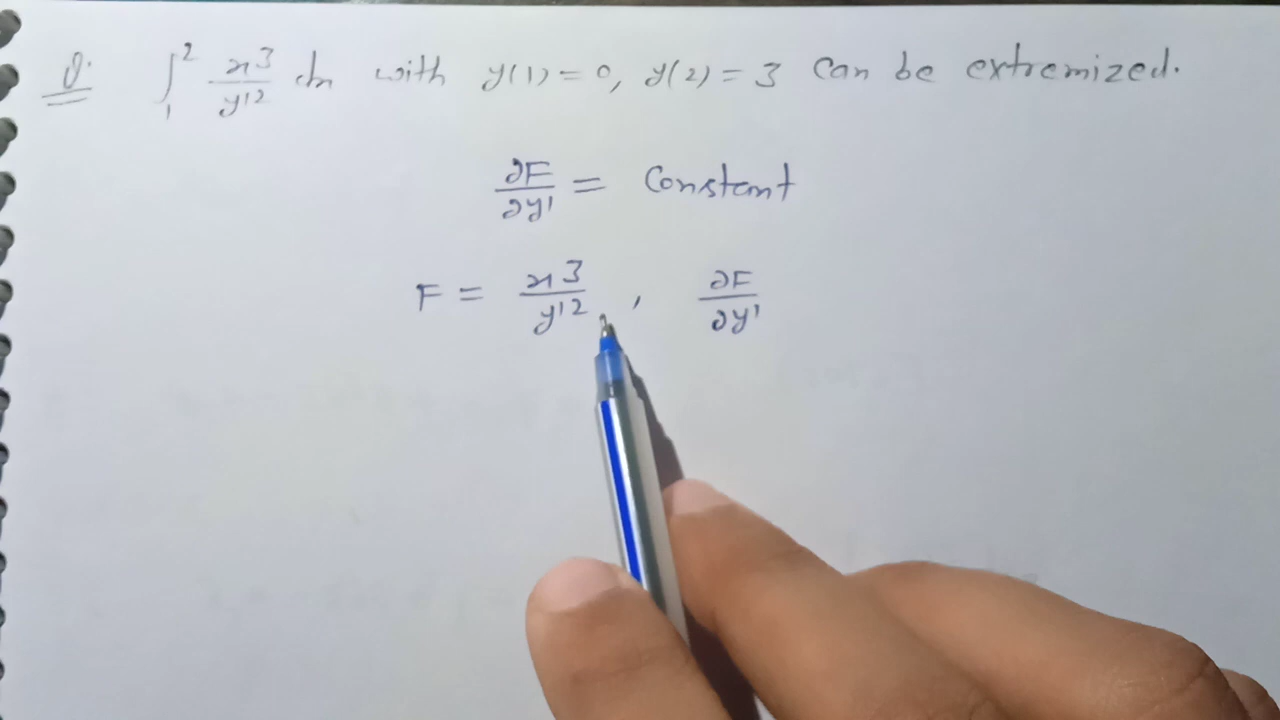 Q. ∫₁² x³/y'² dx with y(1) = 0, y(2) = 3 can be extremized.
∂F/∂y' = Constant
F = x³/y'² , ∂F/∂y'